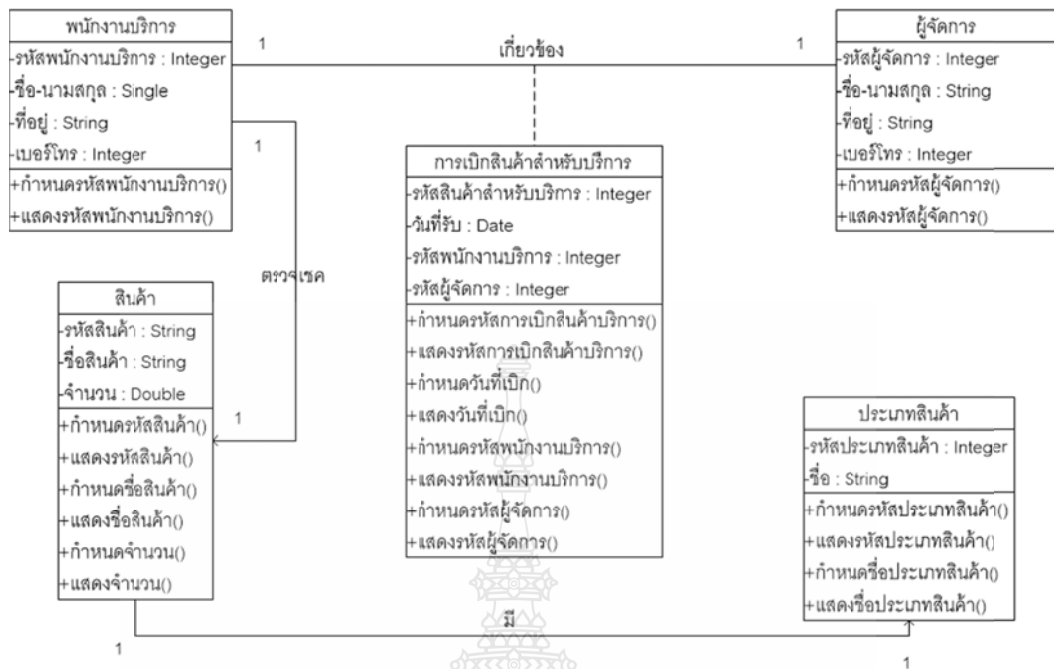 พนักงานบริการ
-รหัสพนักงานบริการ : Integer
-ชื่อ-นามสกุล : Single
-ที่อยู่ : String
-เบอร์โทร : Integer
+กำหนดรหัสพนักงานบริการ()
+แสดงรหัสพนักงานบริการ()
1
เกี่ยวข้อง
1
ผู้จัดการ
-รหัสผู้จัดการ : Integer
-ชื่อ-นามสกุล : String
-ที่อยู่ : String
-เบอร์โทร : Integer
+กำหนดรหัสผู้จัดการ()
+แสดงรหัสผู้จัดการ()
1
ตรวจเชค
1
การเบิกสินค้าสำหรับบริการ
-รหัสสินค้าสำหรับบริการ : Integer
-วันที่รับ : Date
-รหัสพนักงานบริการ : Integer
-รหัสผู้จัดการ : Integer
+กำหนดรหัสการเบิกสินค้าบริการ()
+แสดงรหัสการเบิกสินค้าบริการ()
+กำหนดวันที่เบิก()
+แสดงวันที่เบิก()
+กำหนดรหัสพนักงานบริการ()
+แสดงรหัสพนักงานบริการ()
+กำหนดรหัสผู้จัดการ()
+แสดงรหัสผู้จัดการ()
สินค้า
-รหัสสินค้า : String
-ชื่อสินค้า : String
-จำนวน : Double
+กำหนดรหัสสินค้า()
+แสดงรหัสสินค้า()
+กำหนดชื่อสินค้า()
+แสดงชื่อสินค้า()
+กำหนดจำนวน()
+แสดงจำนวน()
ประเภทสินค้า
-รหัสประเภทสินค้า : Integer
-ชื่อ : String
+กำหนดรหัสประเภทสินค้า()
+แสดงรหัสประเภทสินค้า()
+กำหนดชื่อประเภทสินค้า()
+แสดงชื่อประเภทสินค้า()
1
มี
1